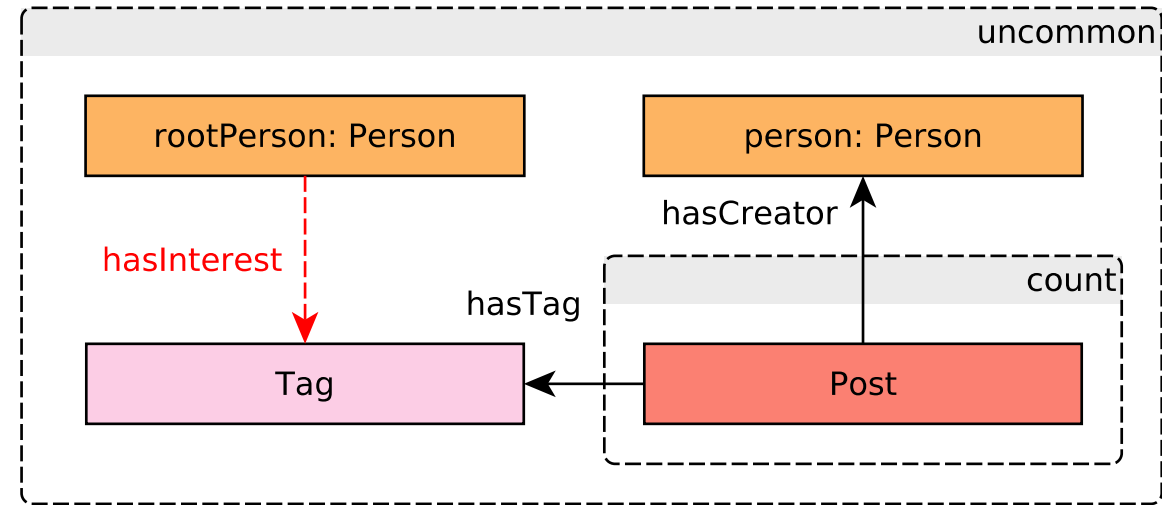 uncommon
rootPerson: Person
person: Person
hasCreator
hasInterest
count
hasTag
Tag
Post